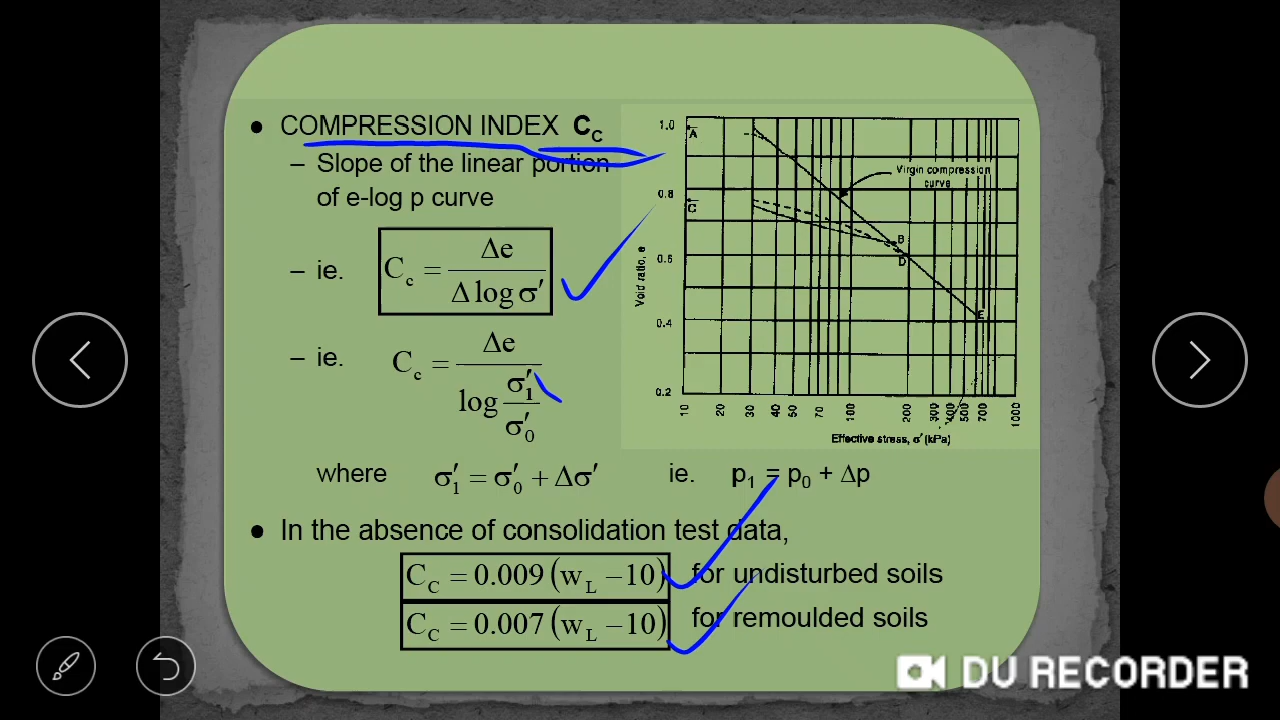 ● COMPRESSION INDEX C_C
– Slope of the linear portion
of e-log p curve
– ie. C_c = Δe / Δ log σ′
– ie. C_c = Δe / log σ′_1 / σ′_0
where σ′_1 = σ′_0 + Δσ′ ie. p_1 = p_0 + Δp
● In the absence of consolidation test data,
C_C = 0.009 (w_L – 10) for undisturbed soils
C_C = 0.007 (w_L – 10) for remoulded soils
1.0
A
Virgin compression
curve
0.8
C
B
D
0.6
Void ratio, e
E
0.4
0.2
10 20 30 40 50 70 100 200 300 500 700 1000
Effective stress, σ′ (kPa)
DU RECORDER